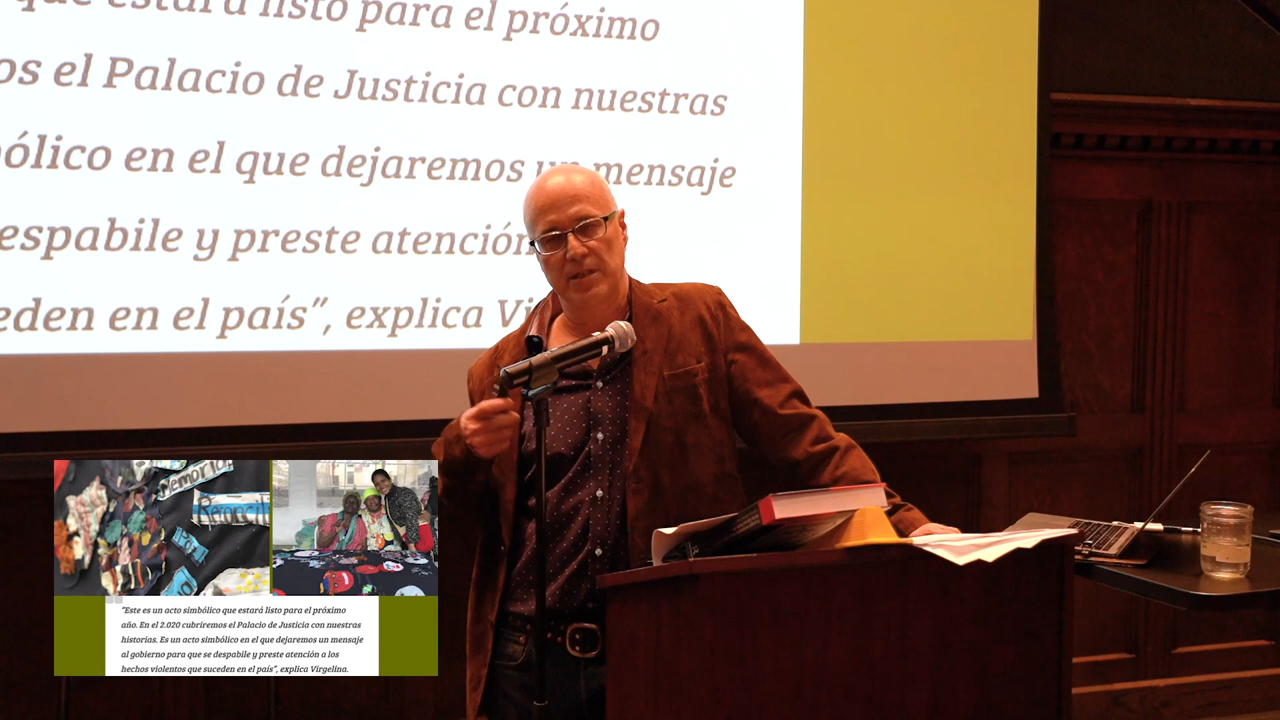 que estará listo para el próximo
os el Palacio de Justicia con nuestras
ólico en el que dejaremos un mensaje
espabile y preste atención
eden en el país”, explica Vi
Memoria
Reconcil
"Este es un acto simbólico que estará listo para el próximo
año. En el 2.020 cubriremos el Palacio de Justicia con nuestras
historias. Es un acto simbólico en el que dejaremos un mensaje
al gobierno para que se despabile y preste atención a los
hechos violentos que suceden en el país”, explica Virgelina.